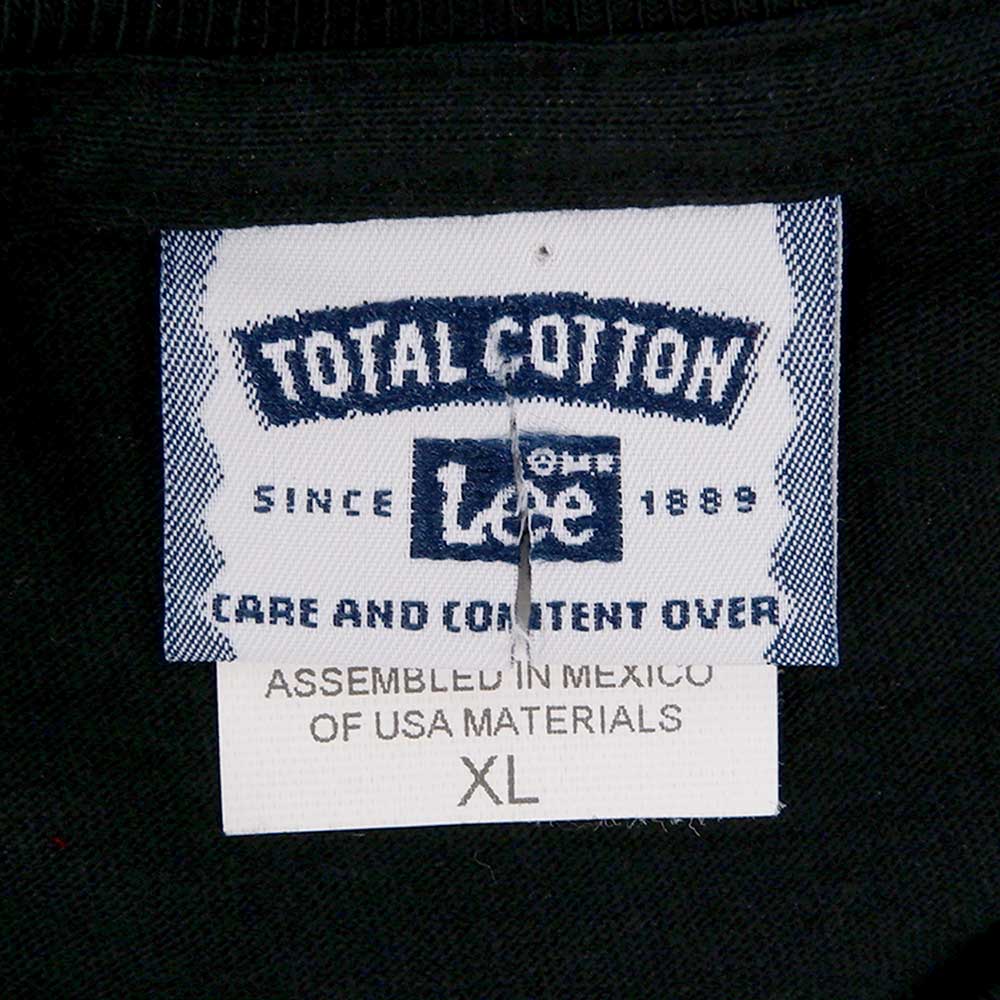 TOTAL COTTON
SINCE Lee 1889
CARE AND CONTENT OVER
ASSEMBLED IN MEXICO
OF USA MATERIALS
XL